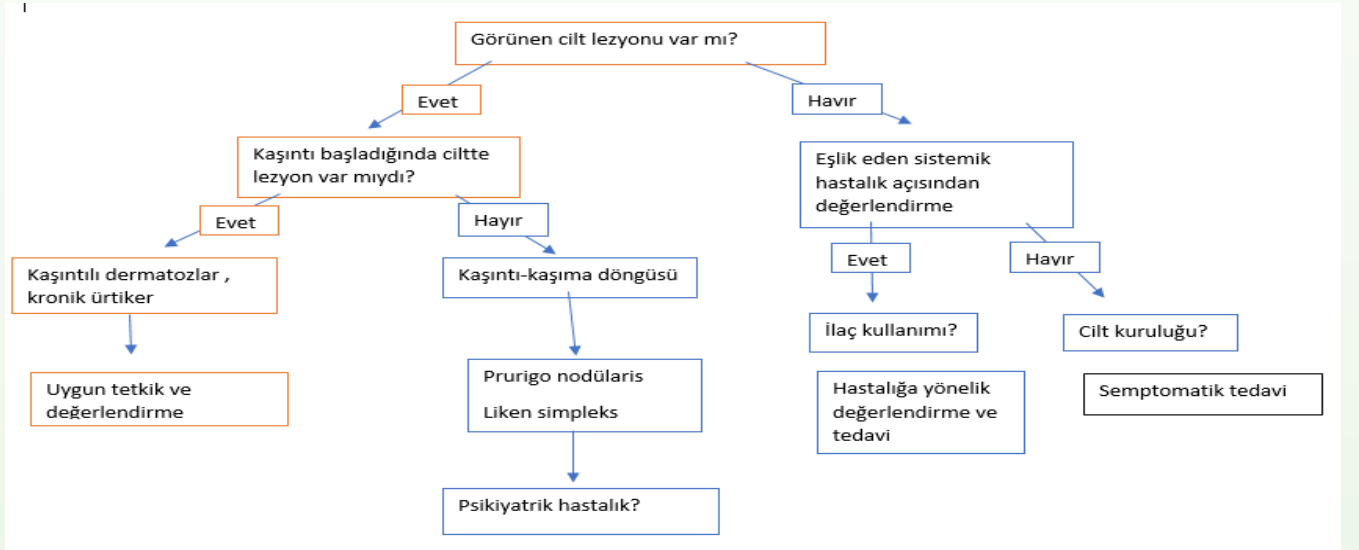 Görünen cilt lezyonu var mı?
Evet
Havır
Kaşıntı başladığında ciltte
lezyon var mıydı?
Eşlik eden sistemik
hastalık açısından
değerlendirme
Evet
Hayır
Evet
Hayır
Kaşıntılı dermatozlar ,
kronik ürtiker
Kaşıntı-kaşıma döngüsü
İlaç kullanımı?
Cilt kuruluğu?
Uygun tetkik ve
değerlendirme
Prurigo nodülaris
Liken simpleks
Hastalığa yönelik
değerlendirme ve
tedavi
Semptomatik tedavi
Psikiyatrik hastalık?